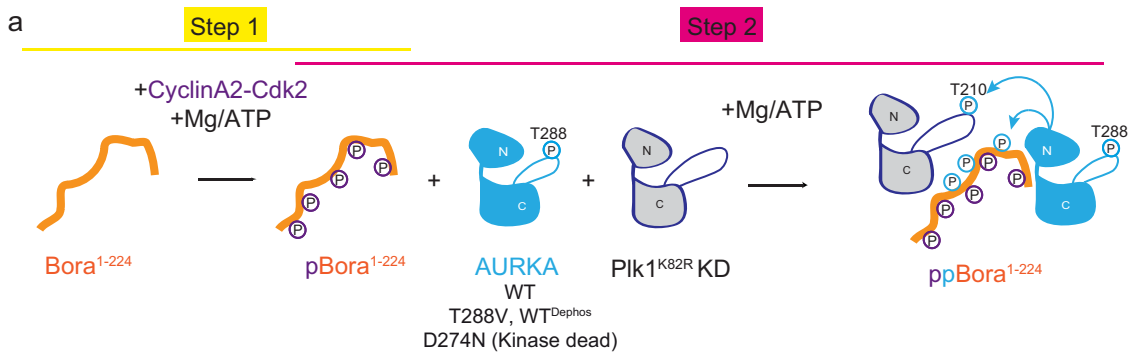 a
Step 1
Step 2
+CyclinA2-Cdk2
+Mg/ATP
+Mg/ATP
T210
P
T288
P
T288
P
N
C
N
C
N
C
N
C
P
P
P
P
P
+
+
P
P
P
P
P
P
P
P
Bora¹⁻²²⁴
pBora¹⁻²²⁴
AURKA
WT
T288V, WTᴰᵉᵖʰᵒˢ
D274N (Kinase dead)
Plk1ᴷ⁸²ᴿ KD
ppBora¹⁻²²⁴